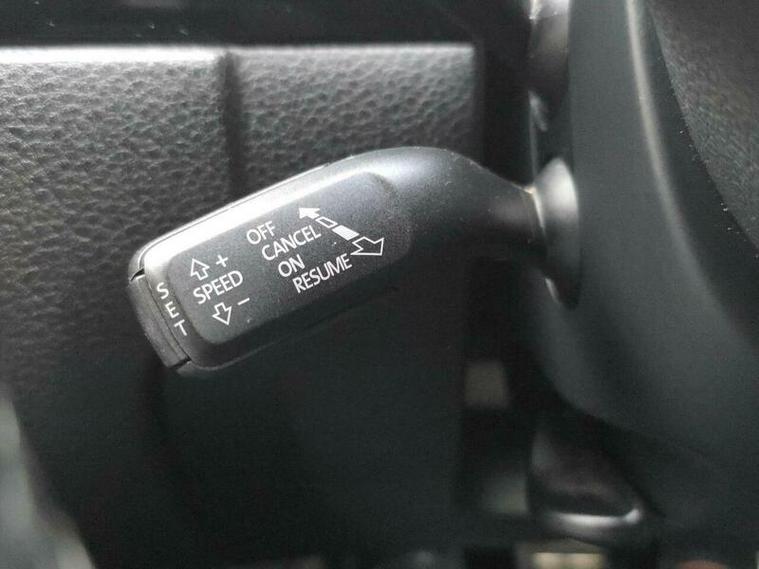 OFF
CANCEL
ON
RESUME
+
SPEED
-
SET